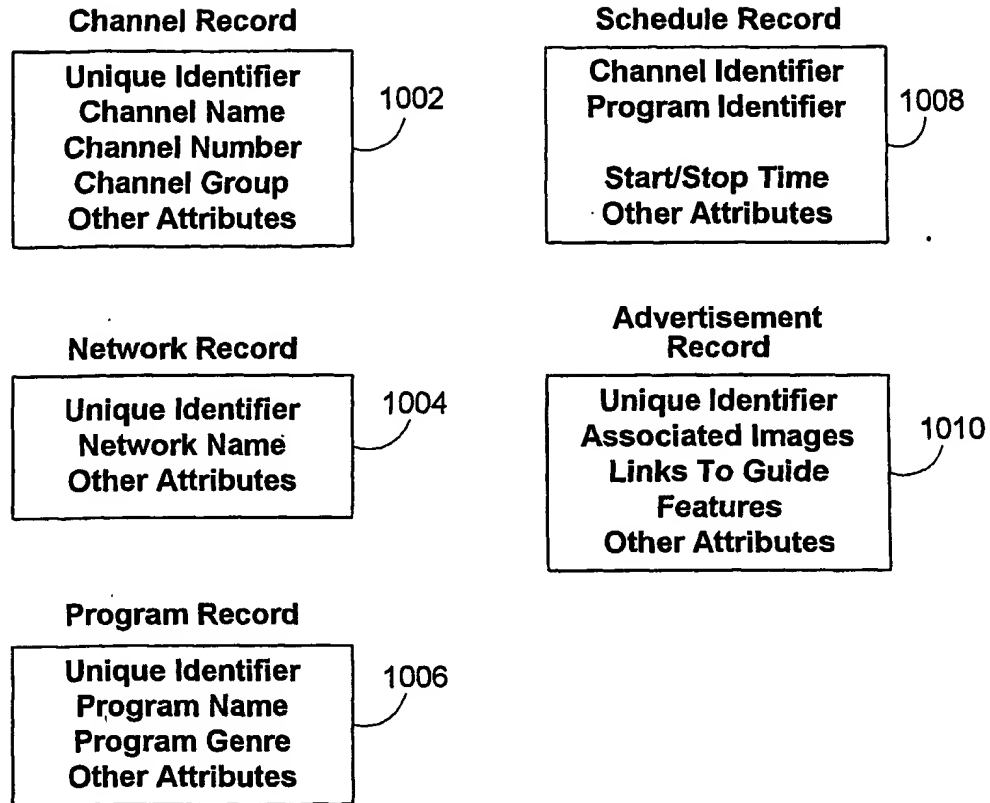 Channel Record
Unique Identifier
Channel Name
Channel Number
Channel Group
Other Attributes
1002
Schedule Record
Channel Identifier
Program Identifier
Start/Stop Time
Other Attributes
1008
Network Record
Unique Identifier
Network Name
Other Attributes
1004
Advertisement
Record
Unique Identifier
Associated Images
Links To Guide
Features
Other Attributes
1010
Program Record
Unique Identifier
Program Name
Program Genre
Other Attributes
1006